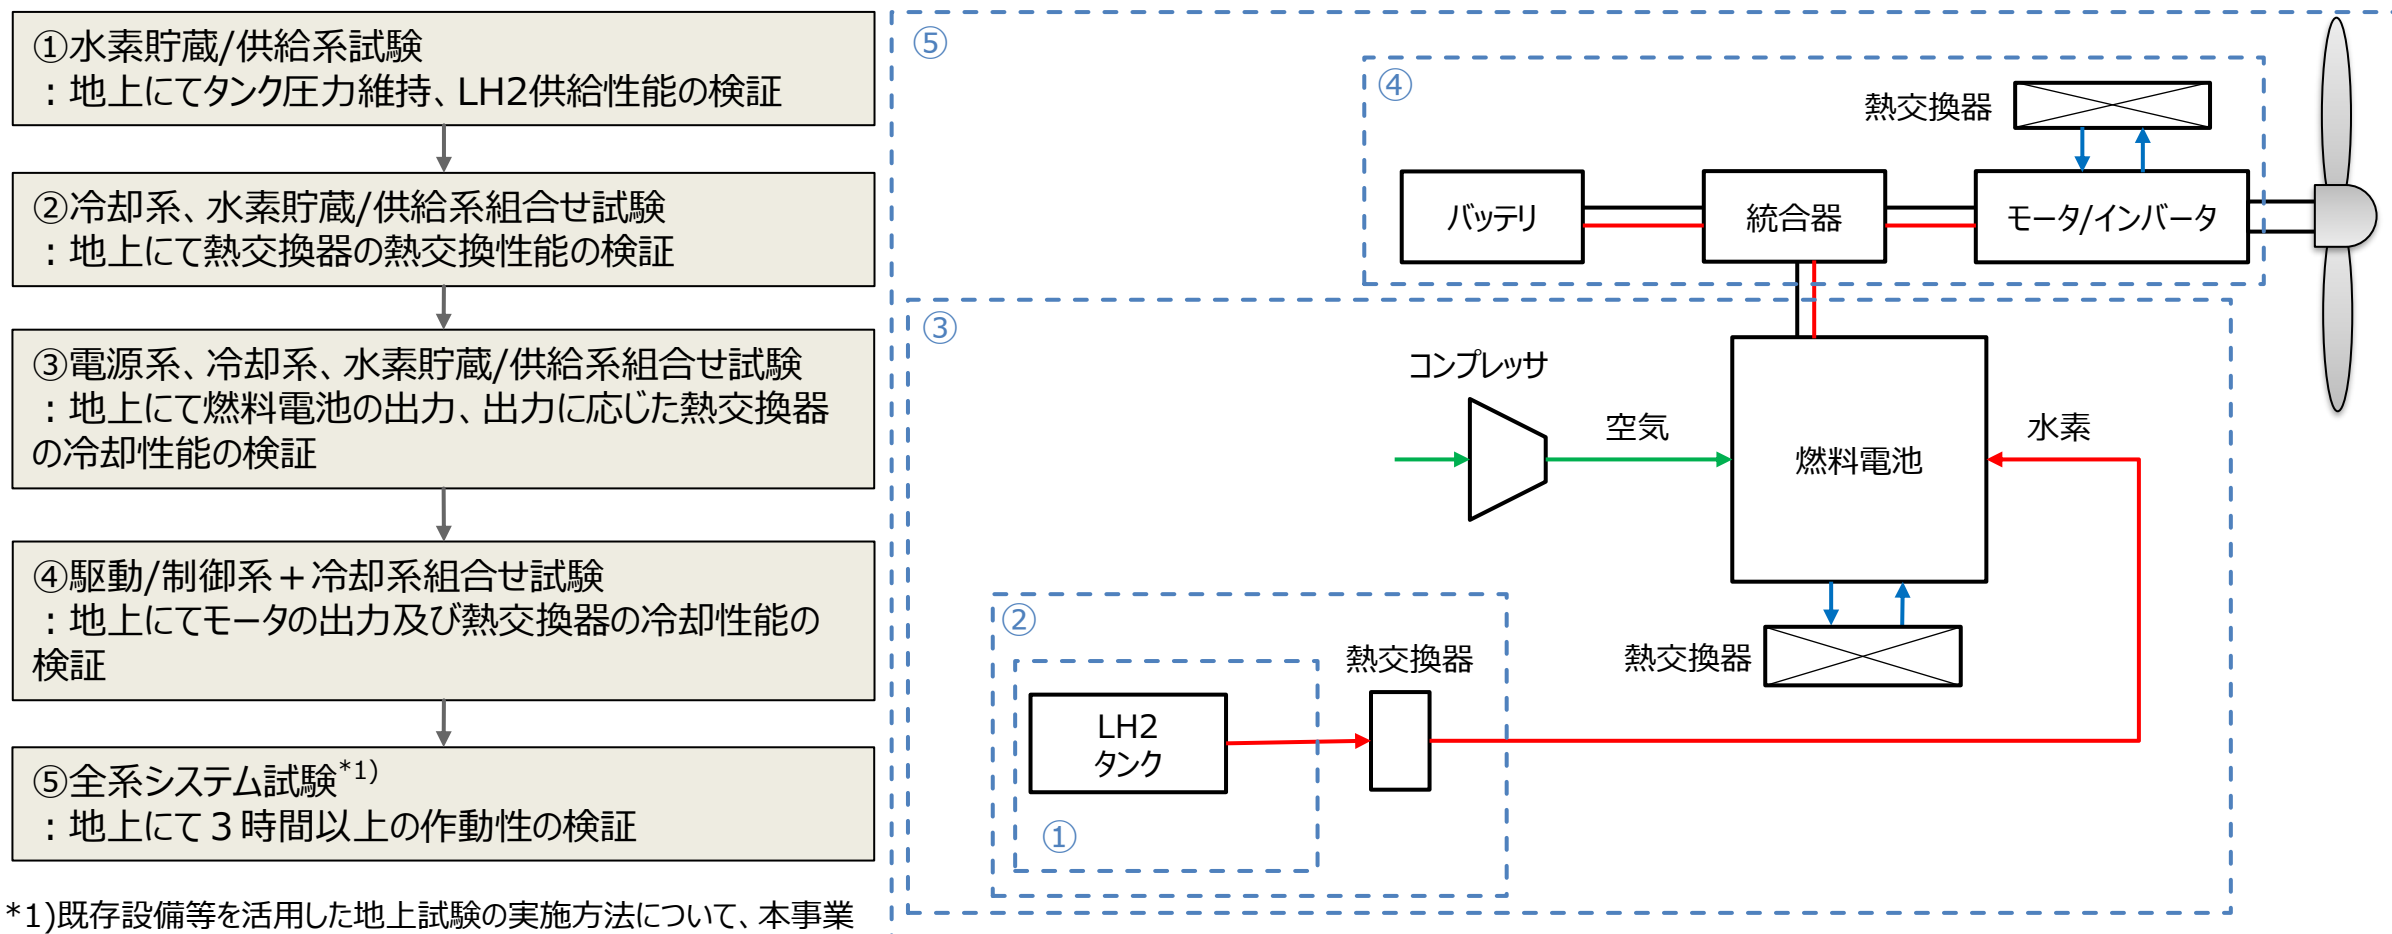 ①水素貯蔵/供給系試験
：地上にてタンク圧力維持、LH2供給性能の検証
②冷却系、水素貯蔵/供給系組合せ試験
：地上にて熱交換器の熱交換性能の検証
③電源系、冷却系、水素貯蔵/供給系組合せ試験
：地上にて燃料電池の出力、出力に応じた熱交換器
の冷却性能の検証
④駆動/制御系＋冷却系組合せ試験
：地上にてモータの出力及び熱交換器の冷却性能の
検証
⑤全系システム試験*1)
：地上にて３時間以上の作動性の検証
*1)既存設備等を活用した地上試験の実施方法について、本事業
⑤
④
熱交換器
バッテリ
統合器
モータ/インバータ
③
コンプレッサ
空気
燃料電池
水素
②
熱交換器
熱交換器
LH2
タンク
①